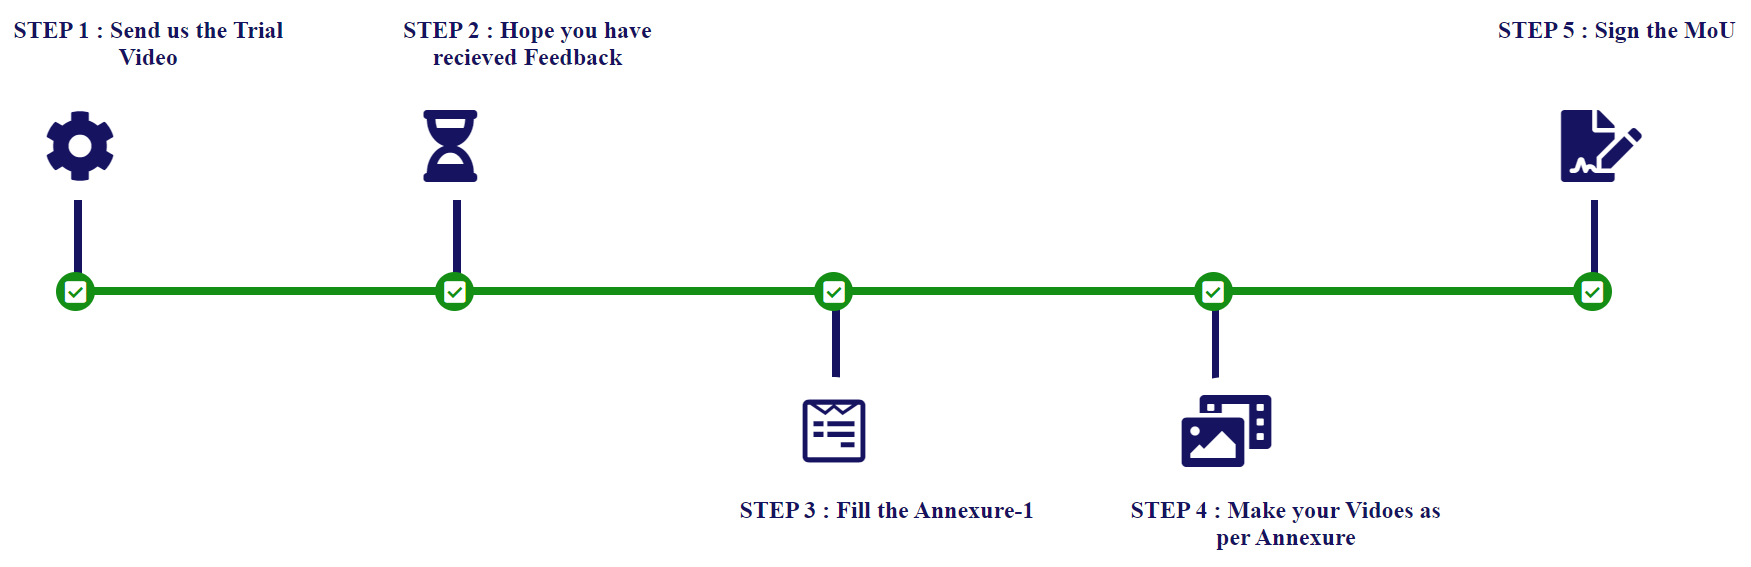 STEP 1 : Send us the Trial
Video
STEP 2 : Hope you have
recieved Feedback
STEP 3 : Fill the Annexure-1
STEP 4 : Make your Vidoes as
per Annexure
STEP 5 : Sign the MoU